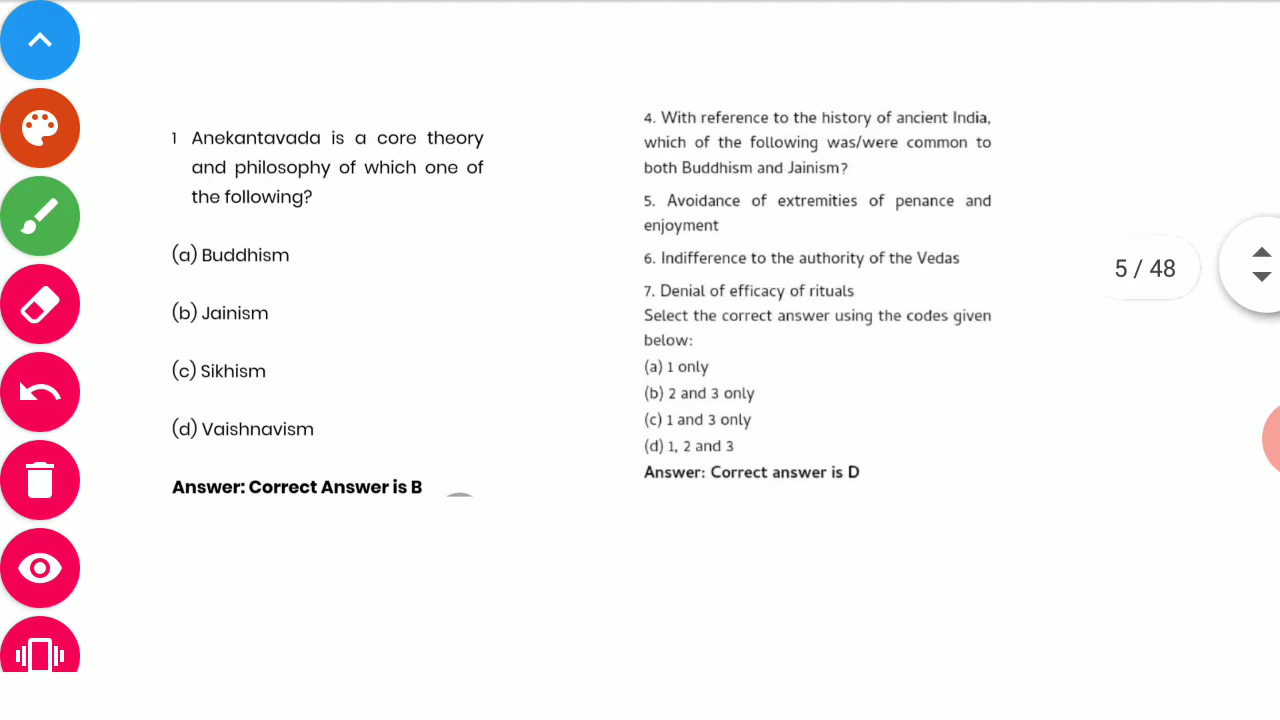 1 Anekantavada is a core theory
and philosophy of which one of
the following?
(a) Buddhism
(b) Jainism
(c) Sikhism
(d) Vaishnavism
Answer: Correct Answer is B
4. With reference to the history of ancient India,
which of the following was/were common to
both Buddhism and Jainism?
5. Avoidance of extremities of penance and
enjoyment
6. Indifference to the authority of the Vedas
7. Denial of efficacy of rituals
Select the correct answer using the codes given
below:
(a) 1 only
(b) 2 and 3 only
(c) 1 and 3 only
(d) 1, 2 and 3
Answer: Correct answer is D
5 / 48